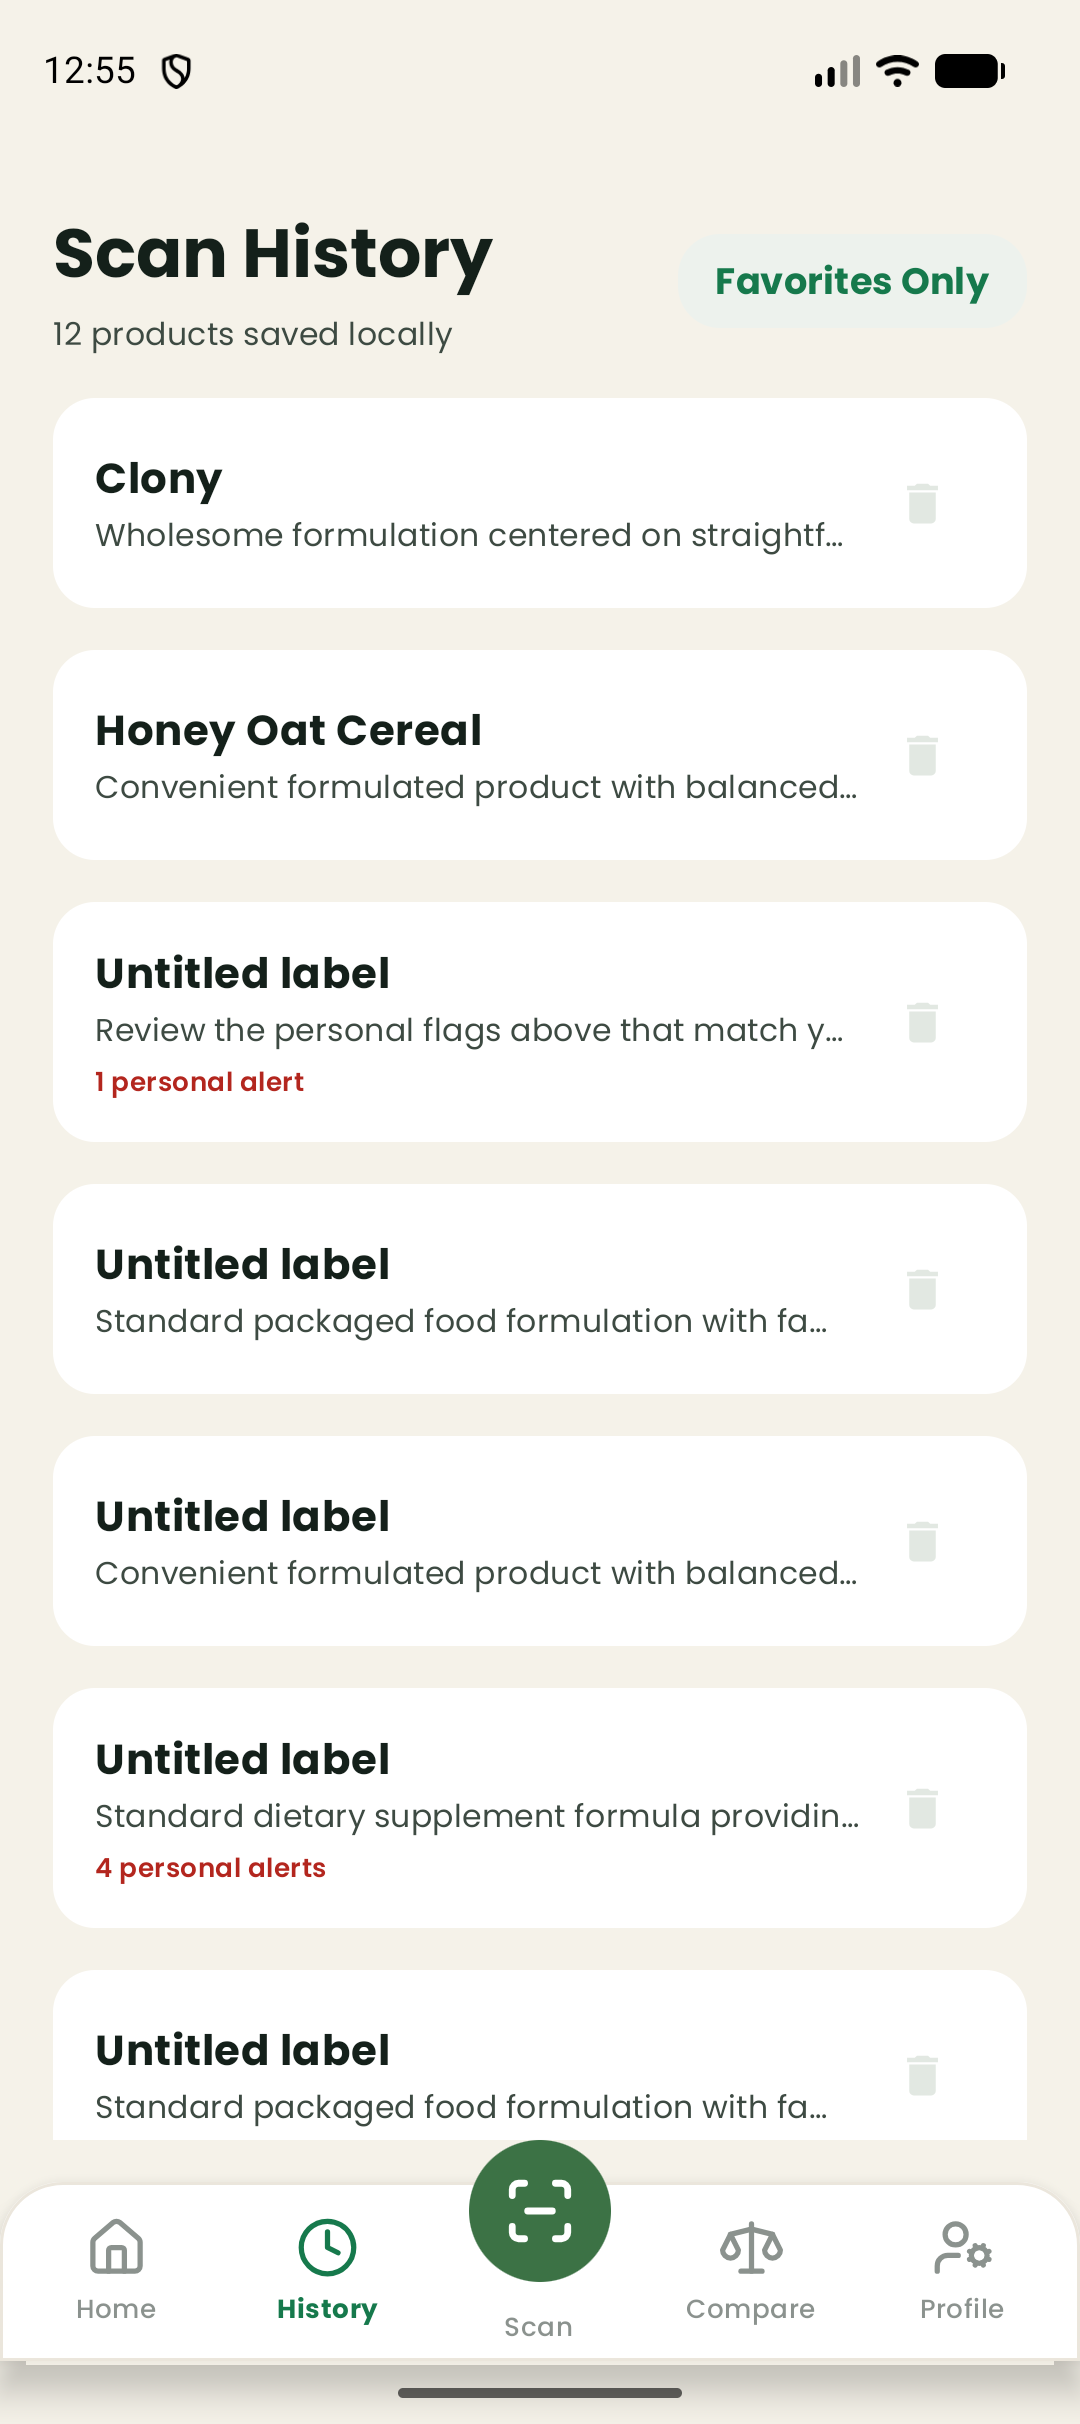 12:55
Scan History
Favorites Only
12 products saved locally
Clony
Wholesome formulation centered on straightf...
Honey Oat Cereal
Convenient formulated product with balanced...
Untitled label
Review the personal flags above that match y...
1 personal alert
Untitled label
Standard packaged food formulation with fa...
Untitled label
Convenient formulated product with balanced...
Untitled label
Standard dietary supplement formula providin...
4 personal alerts
Untitled label
Standard packaged food formulation with fa...
Home
History
Scan
Compare
Profile